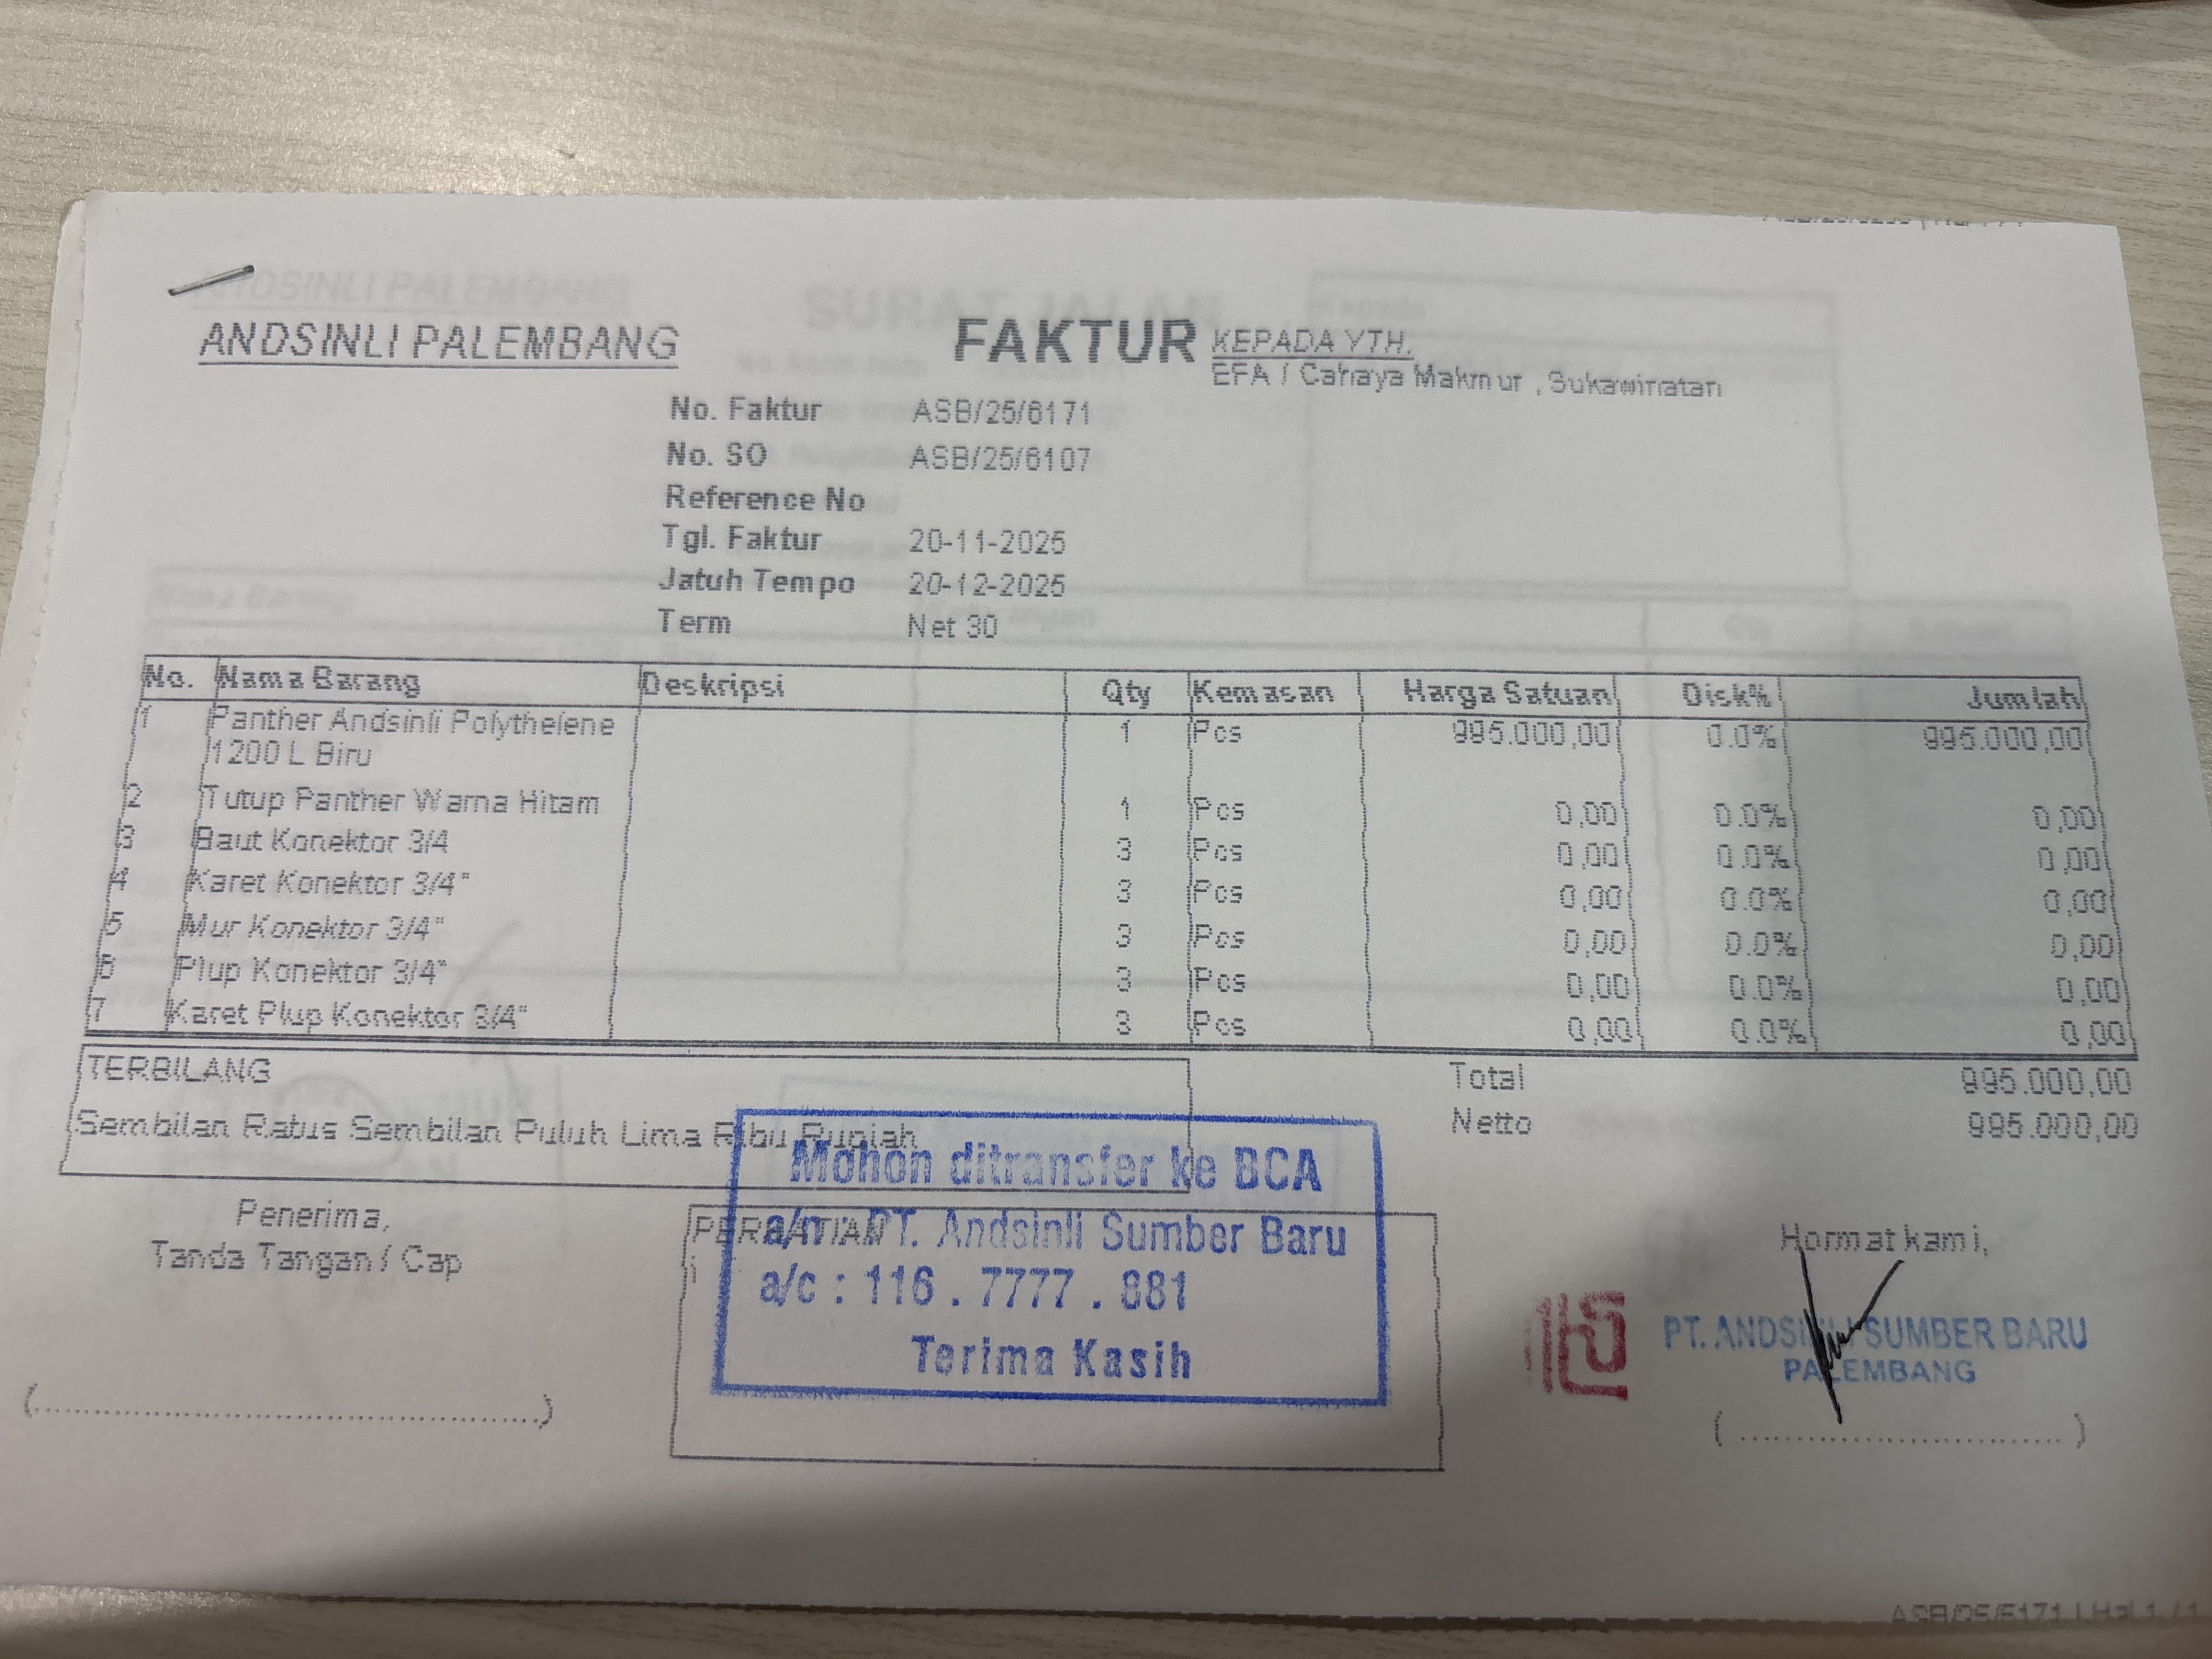 ANDSINLI PALEMBANG
FAKTUR
KEPADA YTH.
EFA / Cahaya Makmur , Sukawinatan
No. Faktur ASB/25/6171
No. SO ASB/25/6107
Reference No
Tgl. Faktur 20-11-2025
Jatuh Tempo 20-12-2025
Term Net 30
No. Nama Barang Deskripsi Qty Kemasan Harga Satuan Disk% Jumlah
1 Panther Andsinli Polythelene 1 Pcs 995.000,00 0.0% 995.000,00
1200 L Biru
2 Tutup Panther Warna Hitam 1 Pcs 0,00 0.0% 0,00
3 Baut Konektor 3/4 3 Pcs 0,00 0.0% 0,00
4 Karet Konektor 3/4" 3 Pcs 0,00 0.0% 0,00
5 Mur Konektor 3/4" 3 Pcs 0,00 0.0% 0,00
6 Plup Konektor 3/4" 3 Pcs 0,00 0.0% 0,00
7 Karet Plup Konektor 3/4" 3 Pcs 0,00 0.0% 0,00
TERBILANG
Sembilan Ratus Sembilan Puluh Lima Ribu Rupiah
Total 995.000,00
Netto 995.000,00
Penerima,
Tanda Tangan / Cap
PERHATIAN
Mohon ditransfer ke BCA
a/n : PT. Andsinli Sumber Baru
a/c : 116 . 7777 . 881
Terima Kasih
Hormat kami,
PT. ANDSINLI SUMBER BARU
PALEMBANG
SURAT JALAN
ASB/25/6171 | Hal 1 / 1